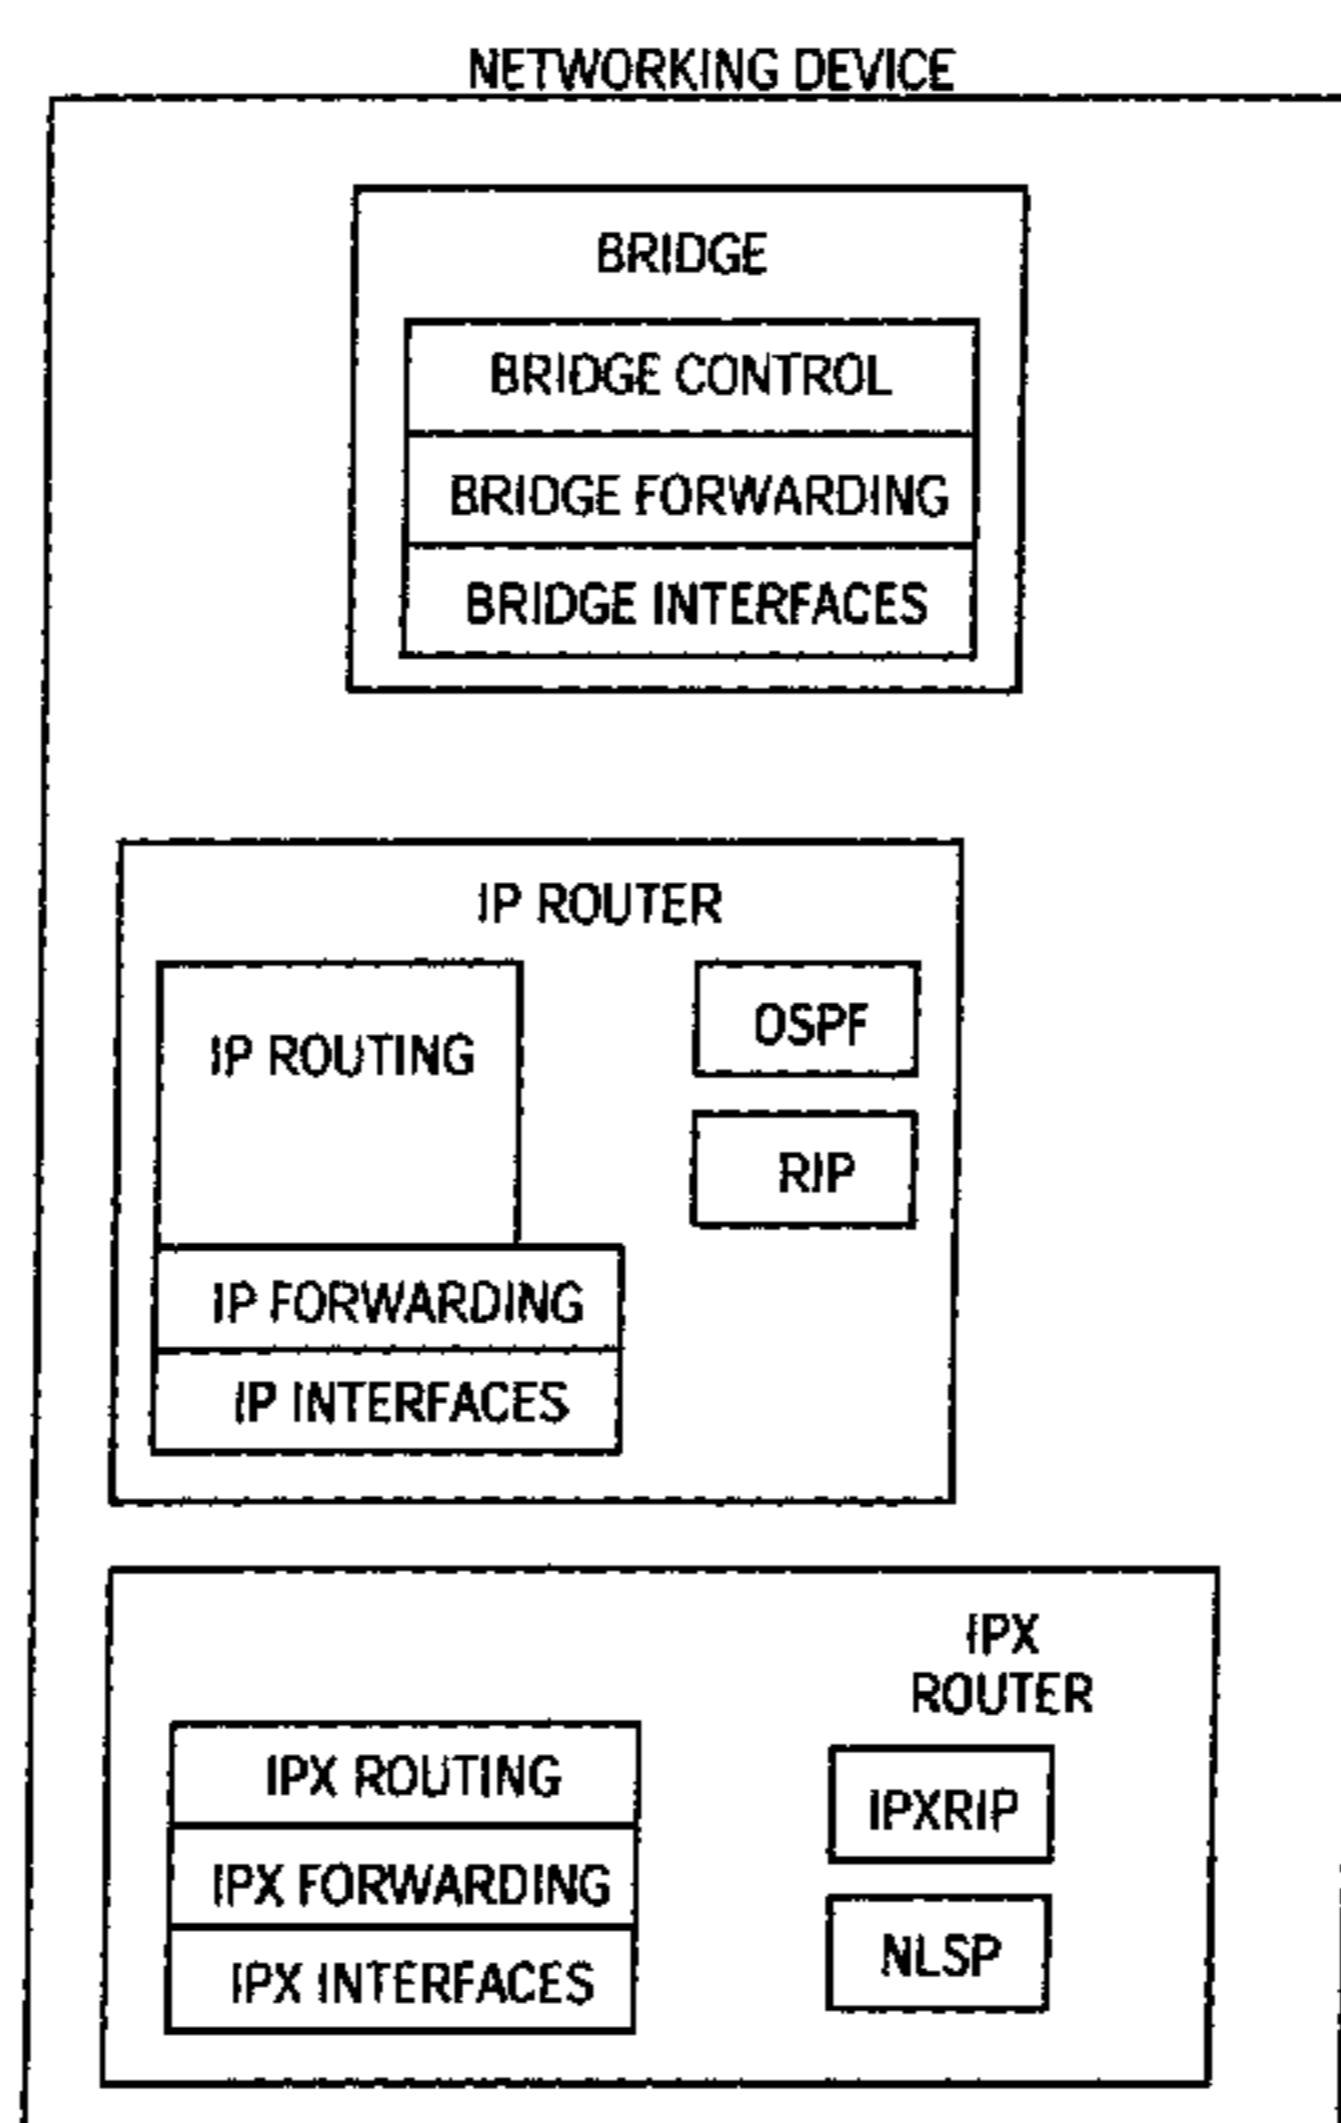 NETWORKING DEVICE
BRIDGE
BRIDGE CONTROL
BRIDGE FORWARDING
BRIDGE INTERFACES
IP ROUTER
IP ROUTING
OSPF
RIP
IP FORWARDING
IP INTERFACES
IPX
ROUTER
IPX ROUTING
IPXRIP
IPX FORWARDING
NLSP
IPX INTERFACES